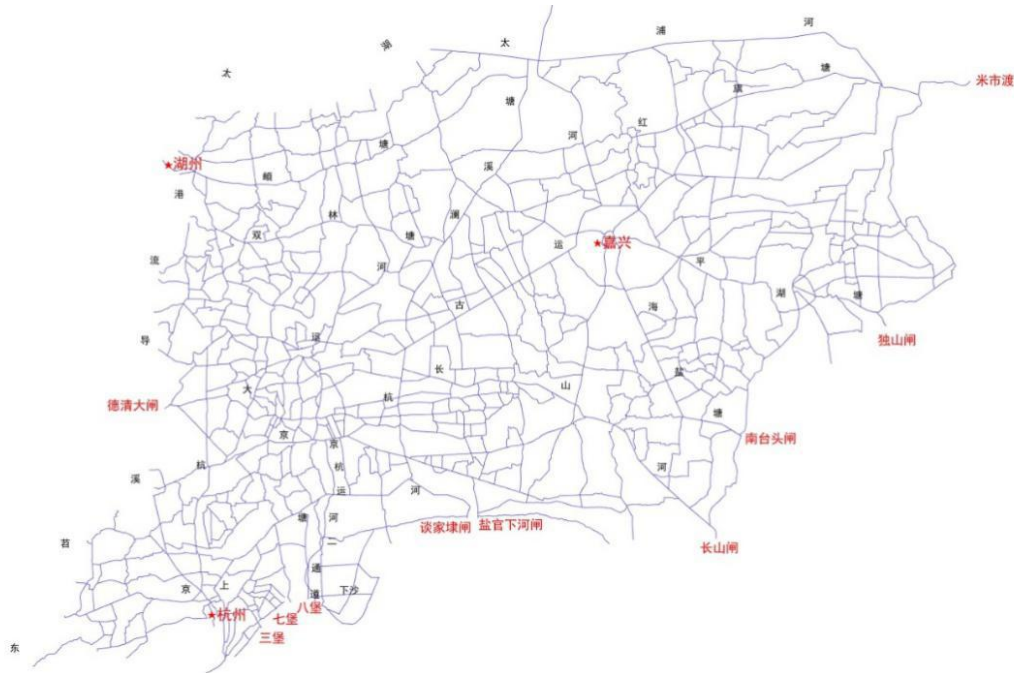 太湖
太浦河
米市渡
塘
红旗塘
河
頔塘
溪
★湖州
澜
港
林
双
塘
运
★嘉兴
平
湖
塘
流
河
古
海
盐
塘
导
运
独山闸
长
山
河
大
杭
德清大闸
京
京杭运河二通道
南台头闸
杭
溪
塘
河
谈家埭闸
盐官下河闸
长山闸
苕
京
上
下沙
★杭州
七堡
八堡
三堡
东